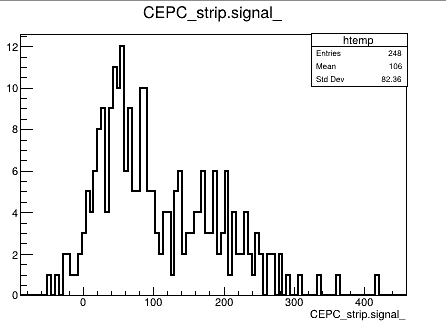 CEPC_strip.signal_
htemp
Entries 248
Mean 106
Std Dev 82.36
12
10
8
6
4
2
0
0 100 200 300 400
CEPC_strip.signal_